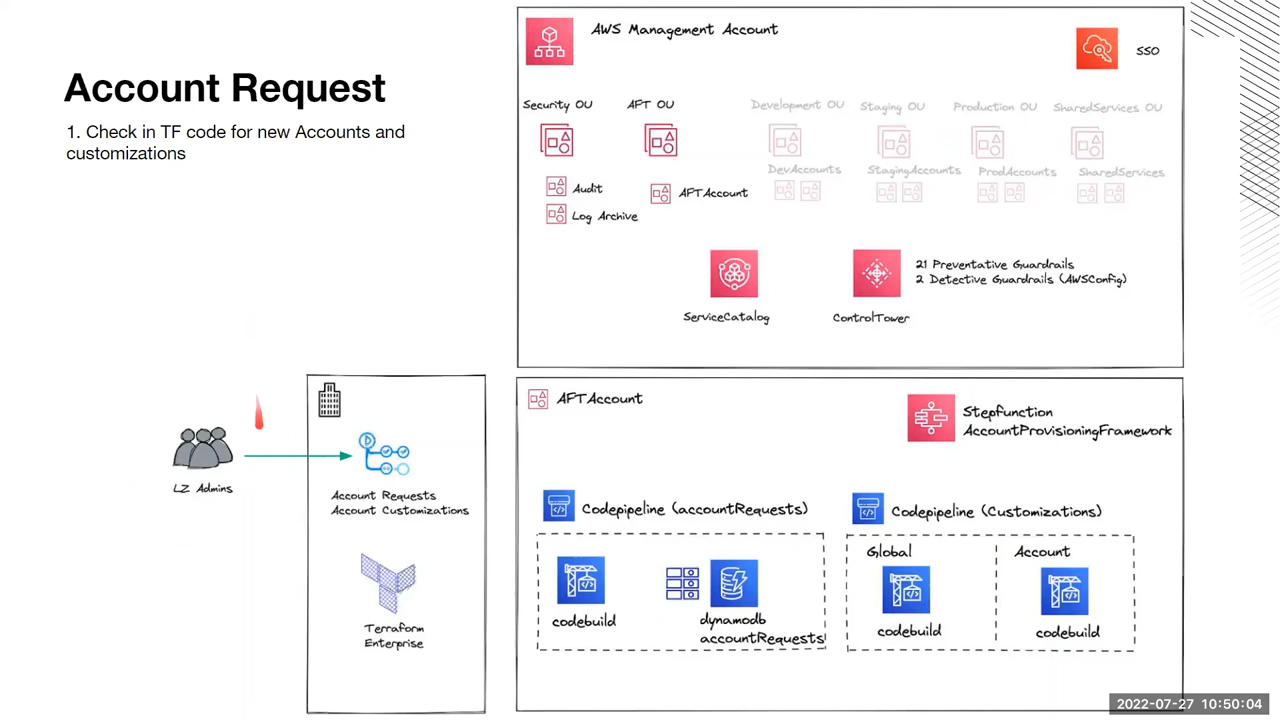 Account Request
1. Check in TF code for new Accounts and
customizations
AWS Management Account
SSO
Security OU
AFT OU
Development OU
Staging OU
Production OU
SharedServices OU
DevAccounts
StagingAccounts
ProdAccounts
SharedServices
Audit
AFTAccount
Log Archive
21 Preventative Guardrails
2 Detective Guardrails (AWSConfig)
ServiceCatalog
ControlTower
LZ Admins
Account Requests
Account Customizations
Terraform
Enterprise
AFTAccount
Stepfunction
AccountProvisioningFramework
Codepipeline (accountRequests)
Codepipeline (Customizations)
codebuild
dynamodb
accountRequests
Global
Account
codebuild
codebuild
2022-07-27 10:50:04